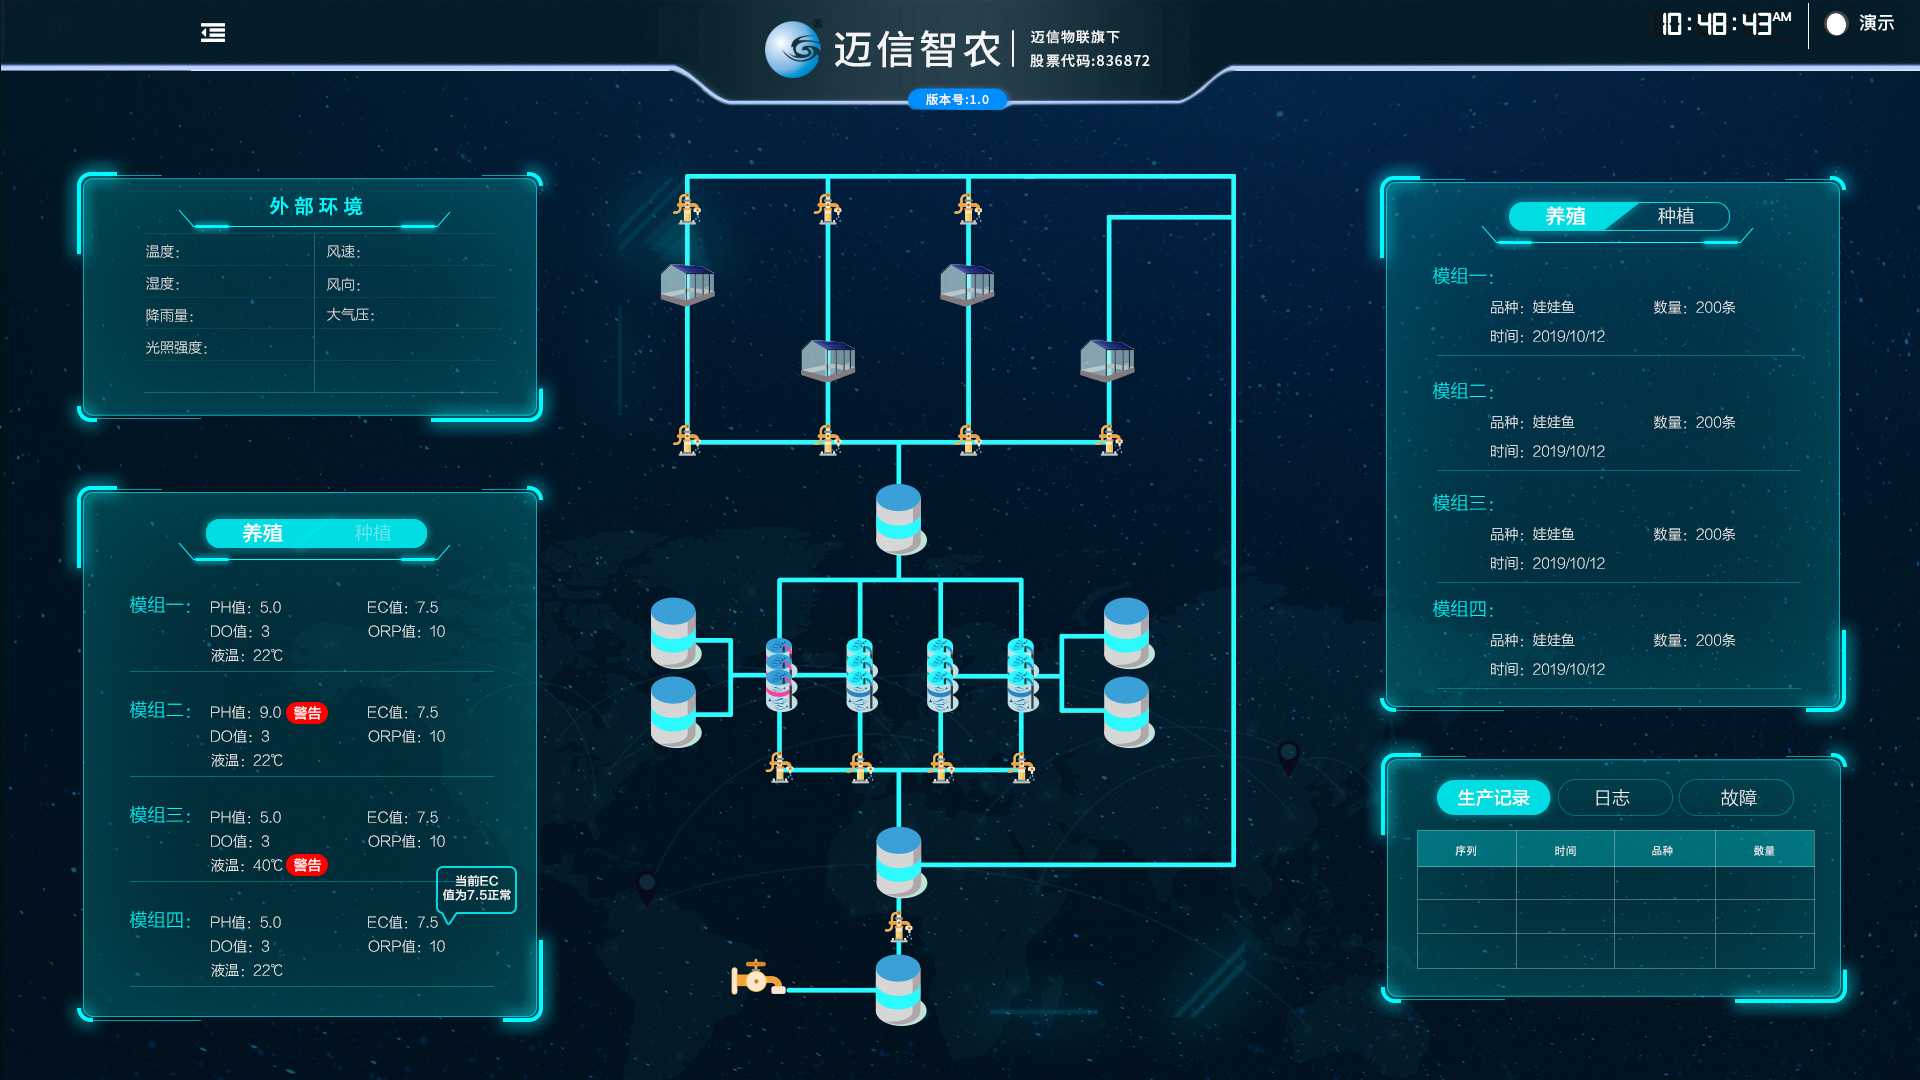 迈信智农
®
迈信物联旗下
股票代码:836872
版本号:1.0
10:48:43AM
演示
外部环境
温度:
风速:
湿度:
风向:
降雨量:
大气压:
光照强度:
养殖
种植
模组一:
PH值: 5.0
EC值: 7.5
DO值: 3
ORP值: 10
液温: 22℃
模组二:
PH值: 9.0
警告
EC值: 7.5
DO值: 3
ORP值: 10
液温: 22℃
模组三:
PH值: 5.0
EC值: 7.5
DO值: 3
ORP值: 10
液温: 40℃
警告
当前EC
值为7.5正常
模组四:
PH值: 5.0
EC值: 7.5
DO值: 3
ORP值: 10
液温: 22℃
养殖
种植
模组一:
品种: 娃娃鱼
数量: 200条
时间: 2019/10/12
模组二:
品种: 娃娃鱼
数量: 200条
时间: 2019/10/12
模组三:
品种: 娃娃鱼
数量: 200条
时间: 2019/10/12
模组四:
品种: 娃娃鱼
数量: 200条
时间: 2019/10/12
生产记录
日志
故障
序列
时间
品种
数量